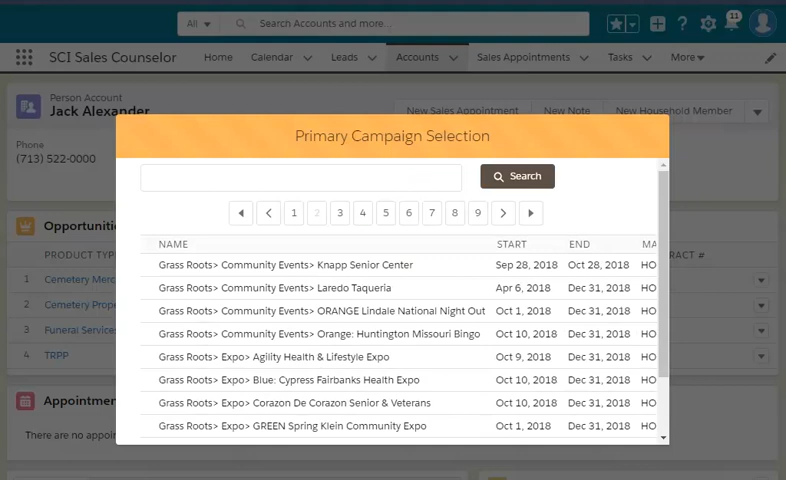 All Search Accounts and more... 11
SCI Sales Counselor Home Calendar Leads Accounts Sales Appointments Tasks More
Person Account
Jack Alexander New Sales Appointment New Note New Household Member
Phone
(713) 522-0000
Primary Campaign Selection
Search
1 2 3 4 5 6 7 8 9
Opportuni
PRODUCT TYP RACT #
NAME START END MA
1 Cemetery Merc
Grass Roots> Community Events> Knapp Senior Center Sep 28, 2018 Oct 28, 2018 HO
Grass Roots> Community Events> Laredo Taqueria Apr 6, 2018 Dec 31, 2018 HO
2 Cemetery Prope
Grass Roots> Community Events> ORANGE Lindale National Night Out Oct 1, 2018 Dec 31, 2018 HO
3 Funeral Services
Grass Roots> Community Events> Orange: Huntington Missouri Bingo Oct 10, 2018 Dec 31, 2018 HO
4 TRPP
Grass Roots> Expo> Agility Health & Lifestyle Expo Oct 9, 2018 Dec 31, 2018 HO
Grass Roots> Expo> Blue: Cypress Fairbanks Health Expo Oct 10, 2018 Dec 31, 2018 HO
Appointmen
Grass Roots> Expo> Corazon De Corazon Senior & Veterans Oct 10, 2018 Dec 31, 2018 HO
Grass Roots> Expo> GREEN Spring Klein Community Expo Oct 1, 2018 Dec 31, 2018 HO
There are no appoin